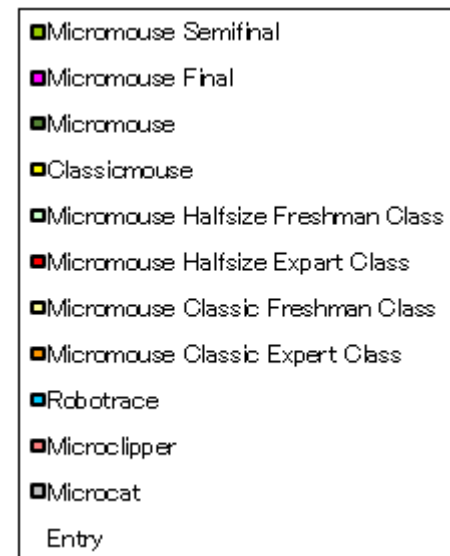 Micromouse Semifinal
Micromouse Final
Micromouse
Classicmouse
Micromouse Halfsize Freshman Class
Micromouse Halfsize Expart Class
Micromouse Classic Freshman Class
Micromouse Classic Expert Class
Robotrace
Microclipper
Microcat
Entry